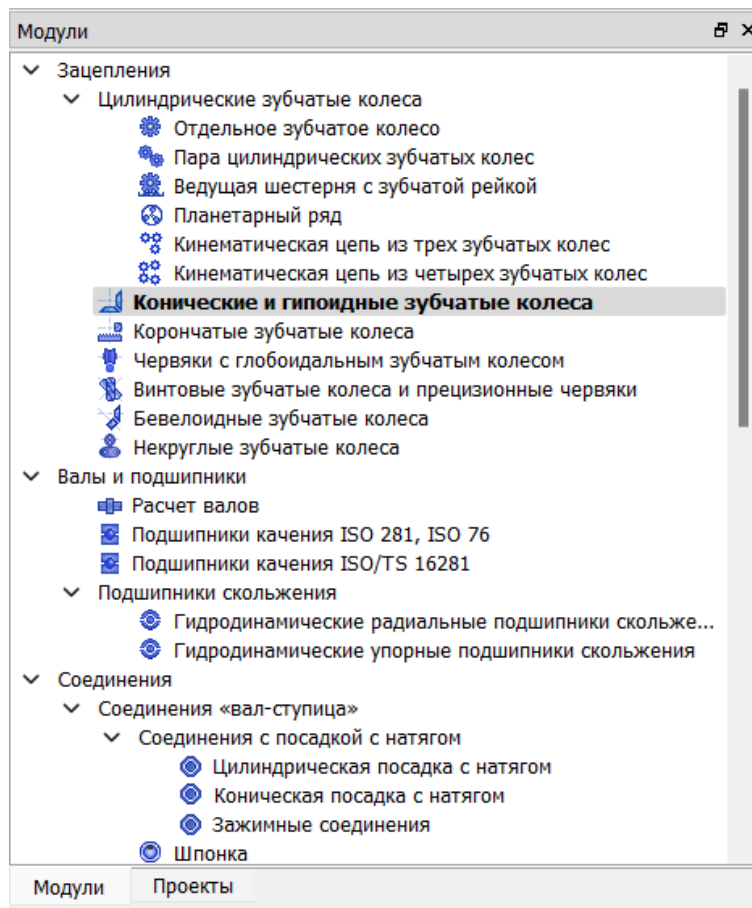 Модули
Зацепления
Цилиндрические зубчатые колеса
Отдельное зубчатое колесо
Пара цилиндрических зубчатых колес
Ведущая шестерня с зубчатой рейкой
Планетарный ряд
Кинематическая цепь из трех зубчатых колес
Кинематическая цепь из четырех зубчатых колес
Конические и гипоидные зубчатые колеса
Корончатые зубчатые колеса
Червяки с глобоидальным зубчатым колесом
Винтовые зубчатые колеса и прецизионные червяки
Бевелоидные зубчатые колеса
Некруглые зубчатые колеса
Валы и подшипники
Расчет валов
Подшипники качения ISO 281, ISO 76
Подшипники качения ISO/TS 16281
Подшипники скольжения
Гидродинамические радиальные подшипники скольже...
Гидродинамические упорные подшипники скольжения
Соединения
Соединения «вал-ступица»
Соединения с посадкой с натягом
Цилиндрическая посадка с натягом
Коническая посадка с натягом
Зажимные соединения
Шпонка
Модули Проекты